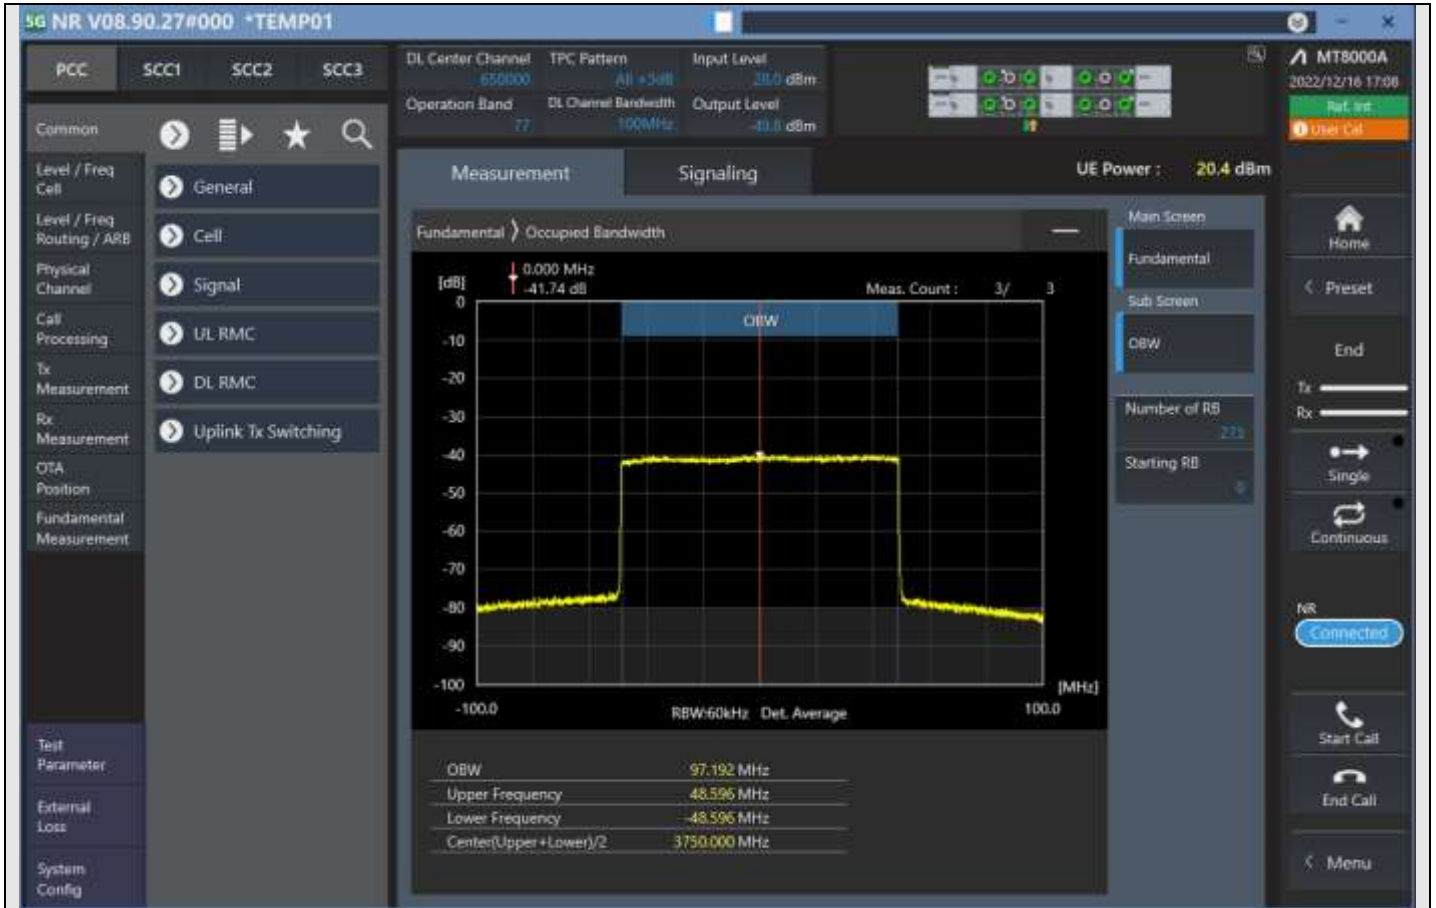 5G NR V08.90.27#000 *TEMP01
PCC SCC1 SCC2 SCC3
DL Center Channel 650000
TPC Pattern All +3dB
Input Level 28.0 dBm
Operation Band 77
DL Channel Bandwidth 100MHz
Output Level dBm
MT8000A
2022/12/16 17:08
Ref. Int
User Cal
Common
Level / Freq
Cell
Level / Freq
Routing / ARB
Physical
Channel
Call
Processing
Tx
Measurement
Rx
Measurement
OTA
Position
Fundamental
Measurement
Test
Parameter
External
Loss
System
Config
General
Cell
Signal
UL RMC
DL RMC
Uplink Tx Switching
Measurement Signaling
UE Power : 20.4 dBm
Fundamental 〉 Occupied Bandwidth
[dB]
0.000 MHz
-41.74 dB
Meas. Count : 3/ 3
OBW
0
-10
-20
-30
-40
-50
-60
-70
-80
-90
-100
[MHz]
-100.0 RBW:60kHz Det. Average 100.0
OBW 97.192 MHz
Upper Frequency 48.596 MHz
Lower Frequency -48.596 MHz
Center(Upper+Lower)/2 3750.000 MHz
Main Screen
Fundamental
Sub Screen
OBW
Number of RB
273
Starting RB
0
Home
< Preset
End
Tx
Rx
Single
Continuous
NR
Connected
Start Call
End Call
< Menu